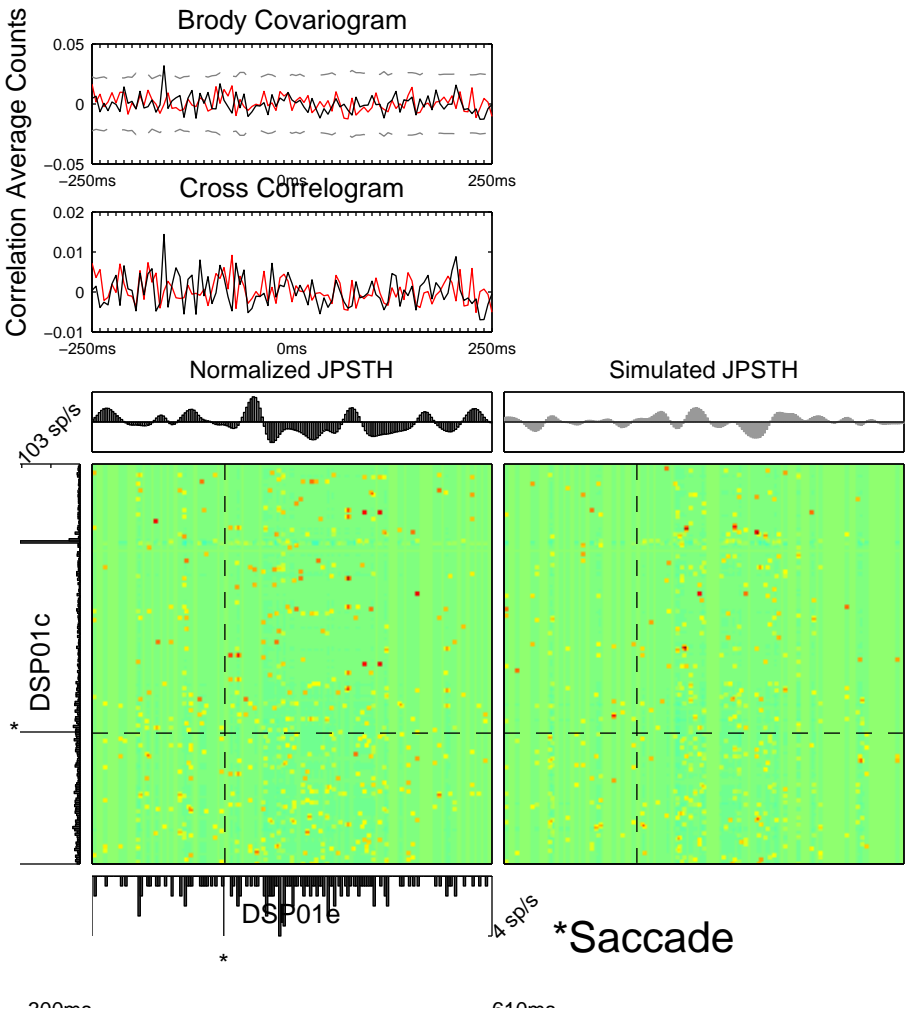 Brody Covariogram
Correlation Average Counts
0.05
0
−0.05
−250ms
0ms
250ms
Cross Correlogram
0.02
0.01
0
−0.01
−250ms
0ms
250ms
Normalized JPSTH
Simulated JPSTH
103 sp/s
DSP01c
*
DSP01e
4 sp/s
*
*Saccade